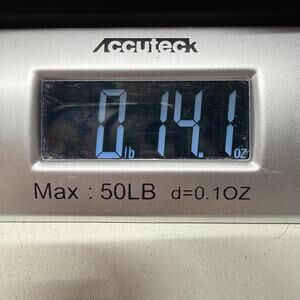 Accuteck
0 lb 14.1 oz
Max : 50LB d=0.1OZ